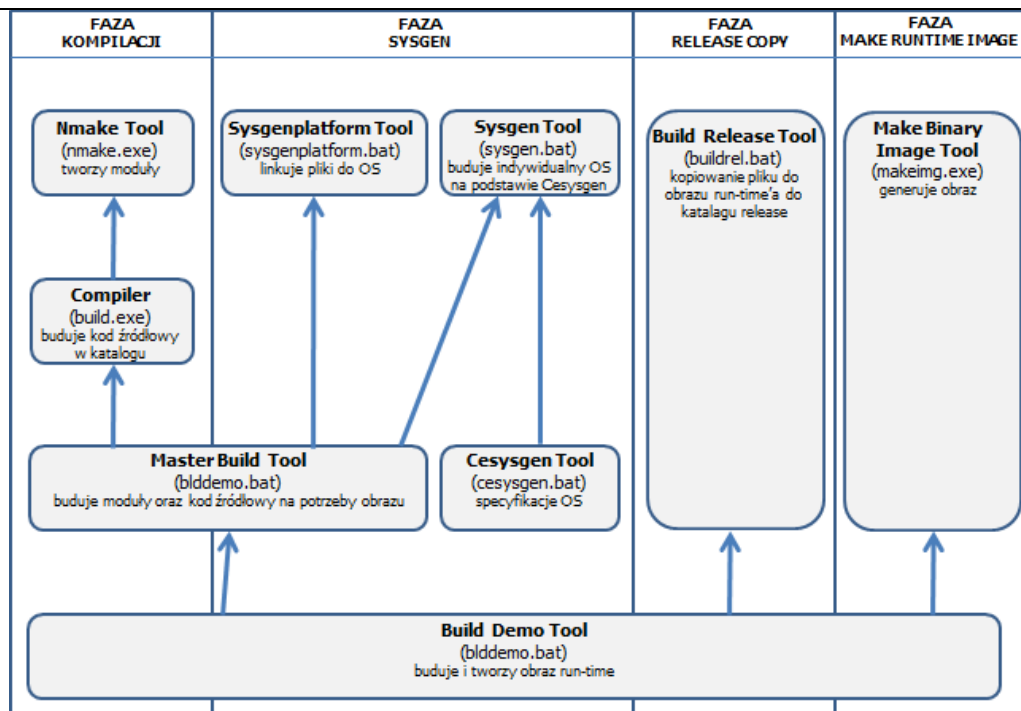 FAZA
KOMPILACJI
FAZA
SYSGEN
FAZA
RELEASE COPY
FAZA
MAKE RUNTIME IMAGE
Nmake Tool
(nmake.exe)
tworzy moduły
Sysgenplatform Tool
(sysgenplatform.bat)
linkuje pliki do OS
Sysgen Tool
(sysgen.bat)
buduje indywidualny OS
na podstawie Cesysgen
Build Release Tool
(buildrel.bat)
kopiowanie pliku do
obrazu run-time'a do
katalagu release
Make Binary
Image Tool
(makeimg.exe)
generuje obraz
Compiler
(build.exe)
buduje kod źródłowy
w katalogu
Master Build Tool
(blddemo.bat)
buduje moduły oraz kod źródłowy na potrzeby obrazu
Cesysgen Tool
(cesysgen.bat)
specyfikacje OS
Build Demo Tool
(blddemo.bat)
buduje i tworzy obraz run-time